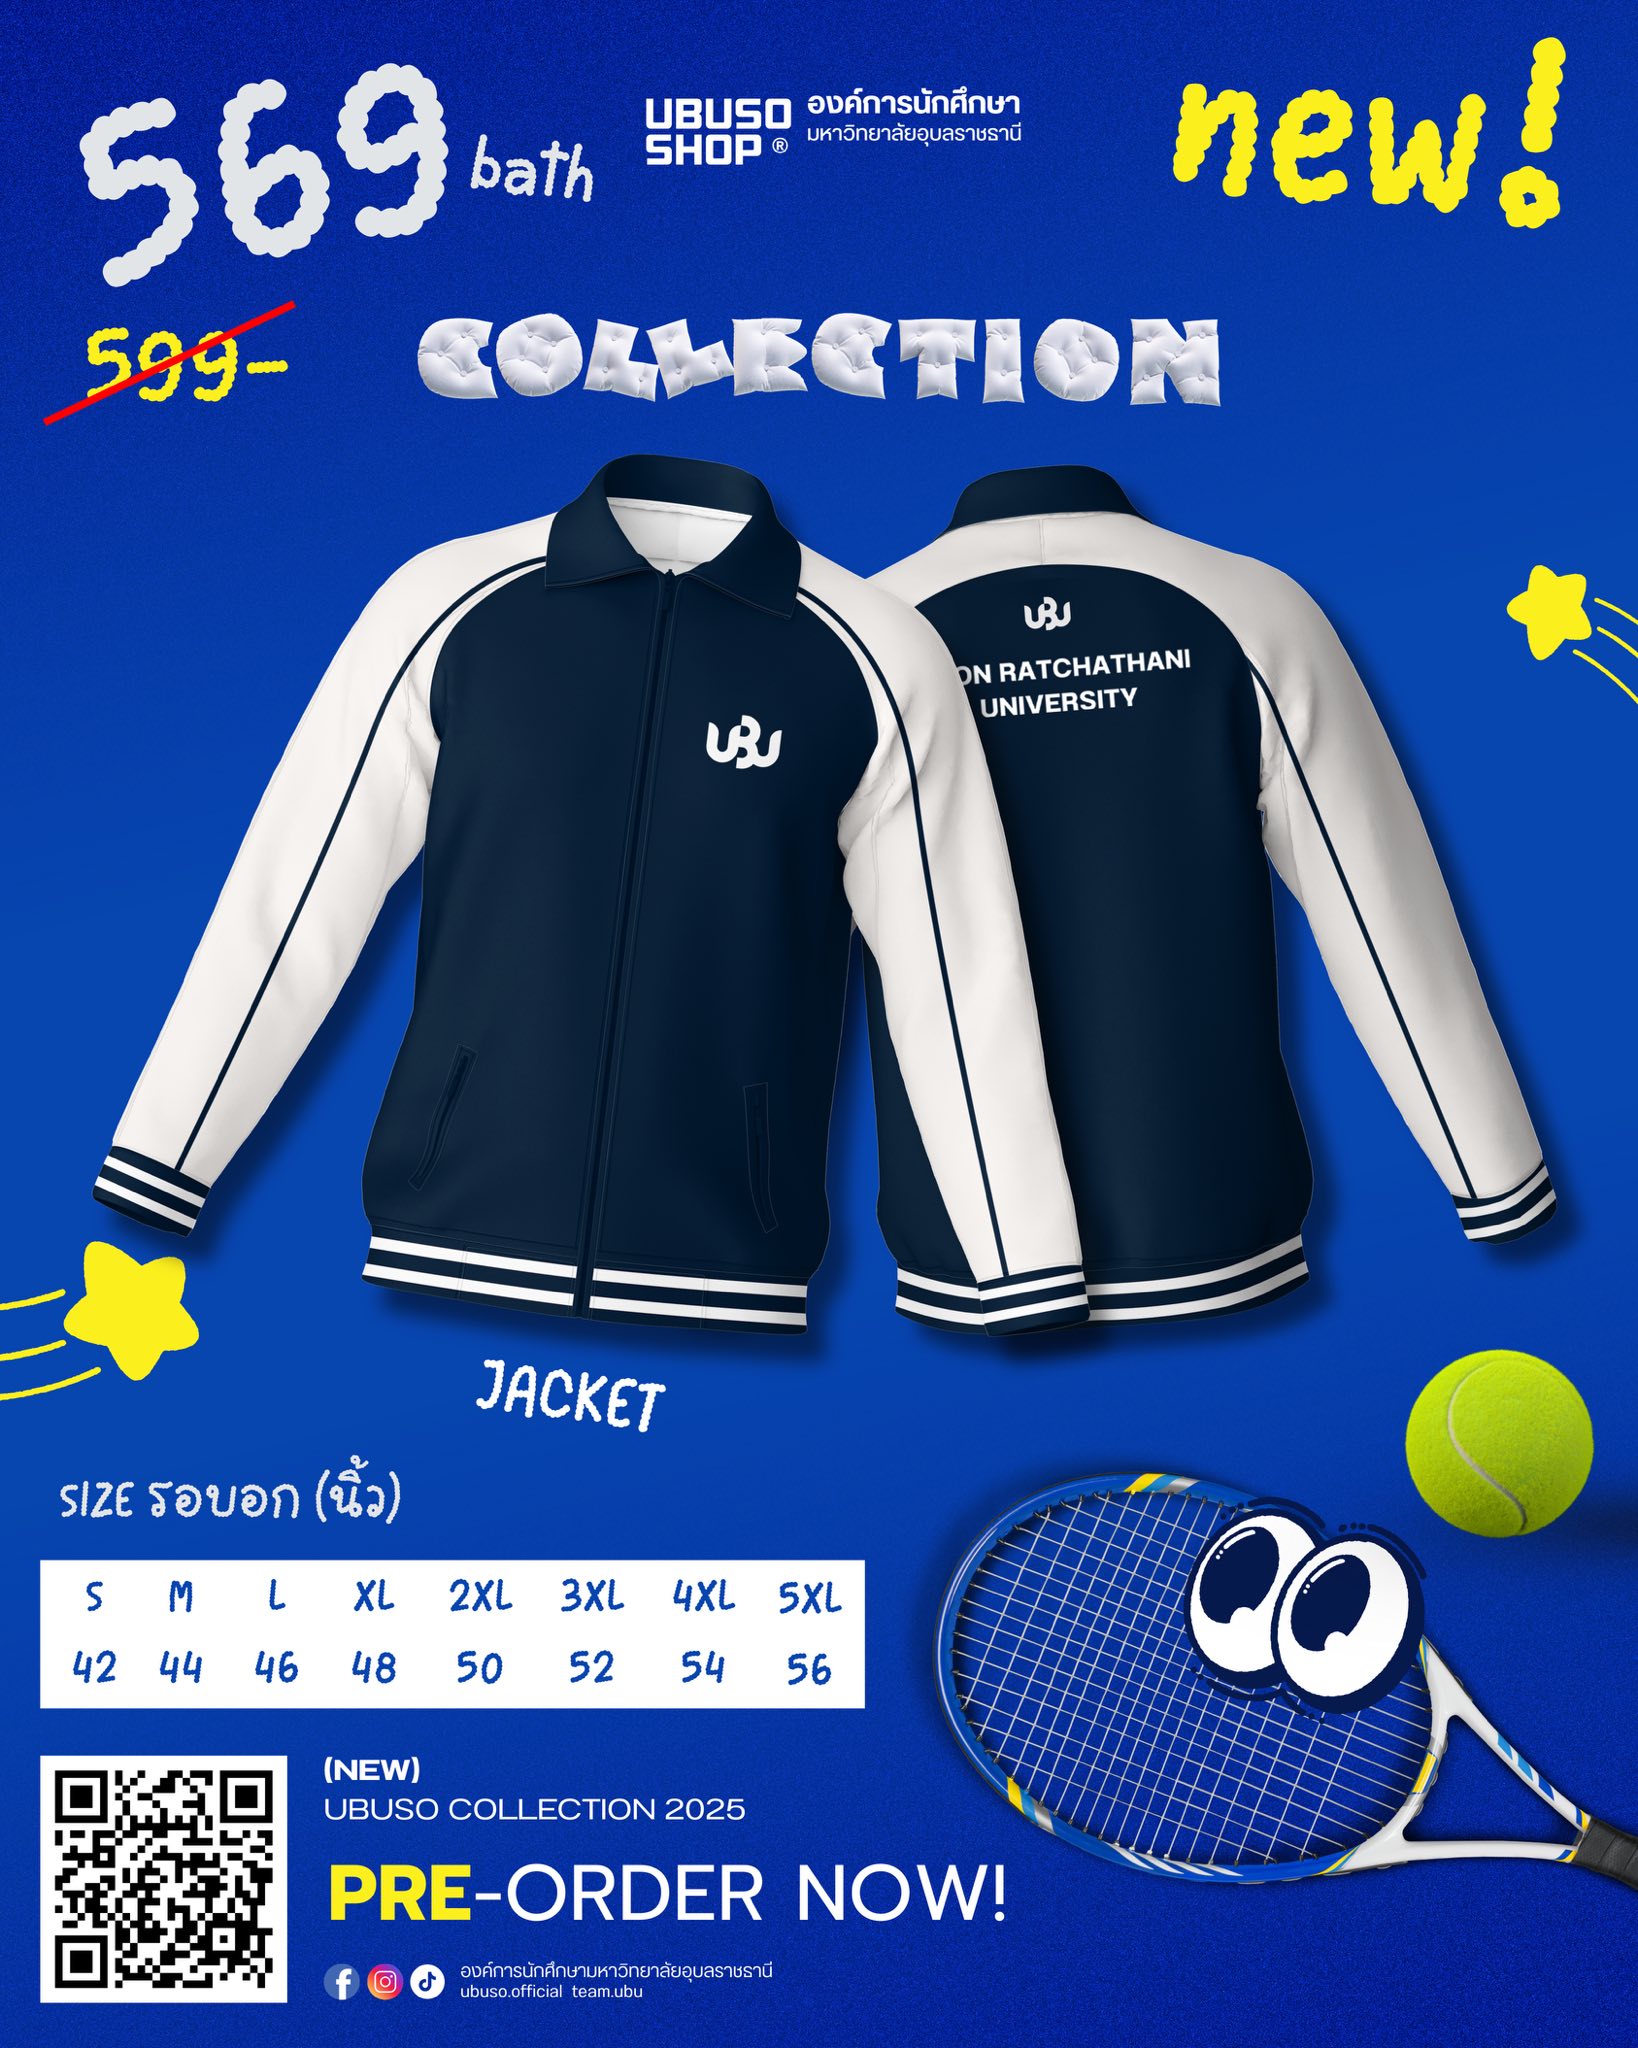 569 bath
599-
UBUSO
SHOP ®
องค์การนักศึกษา
มหาวิทยาลัยอุบลราชธานี
new!
COLLECTION
UBU
UBU
ON RATCHATHANI
UNIVERSITY
JACKET
SIZE รอบอก (นิ้ว)
S M L XL 2XL 3XL 4XL 5XL
42 44 46 48 50 52 54 56
(NEW)
UBUSO COLLECTION 2025
PRE-ORDER NOW!
องค์การนักศึกษามหาวิทยาลัยอุบลราชธานี
ubuso.official team.ubu